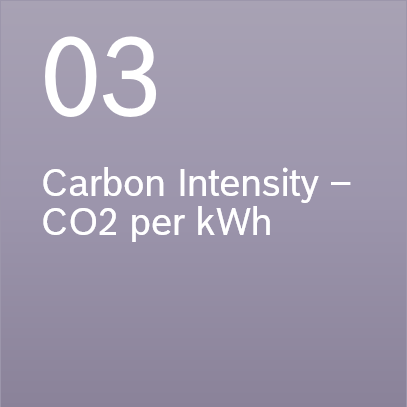 03
Carbon Intensity –
CO2 per kWh